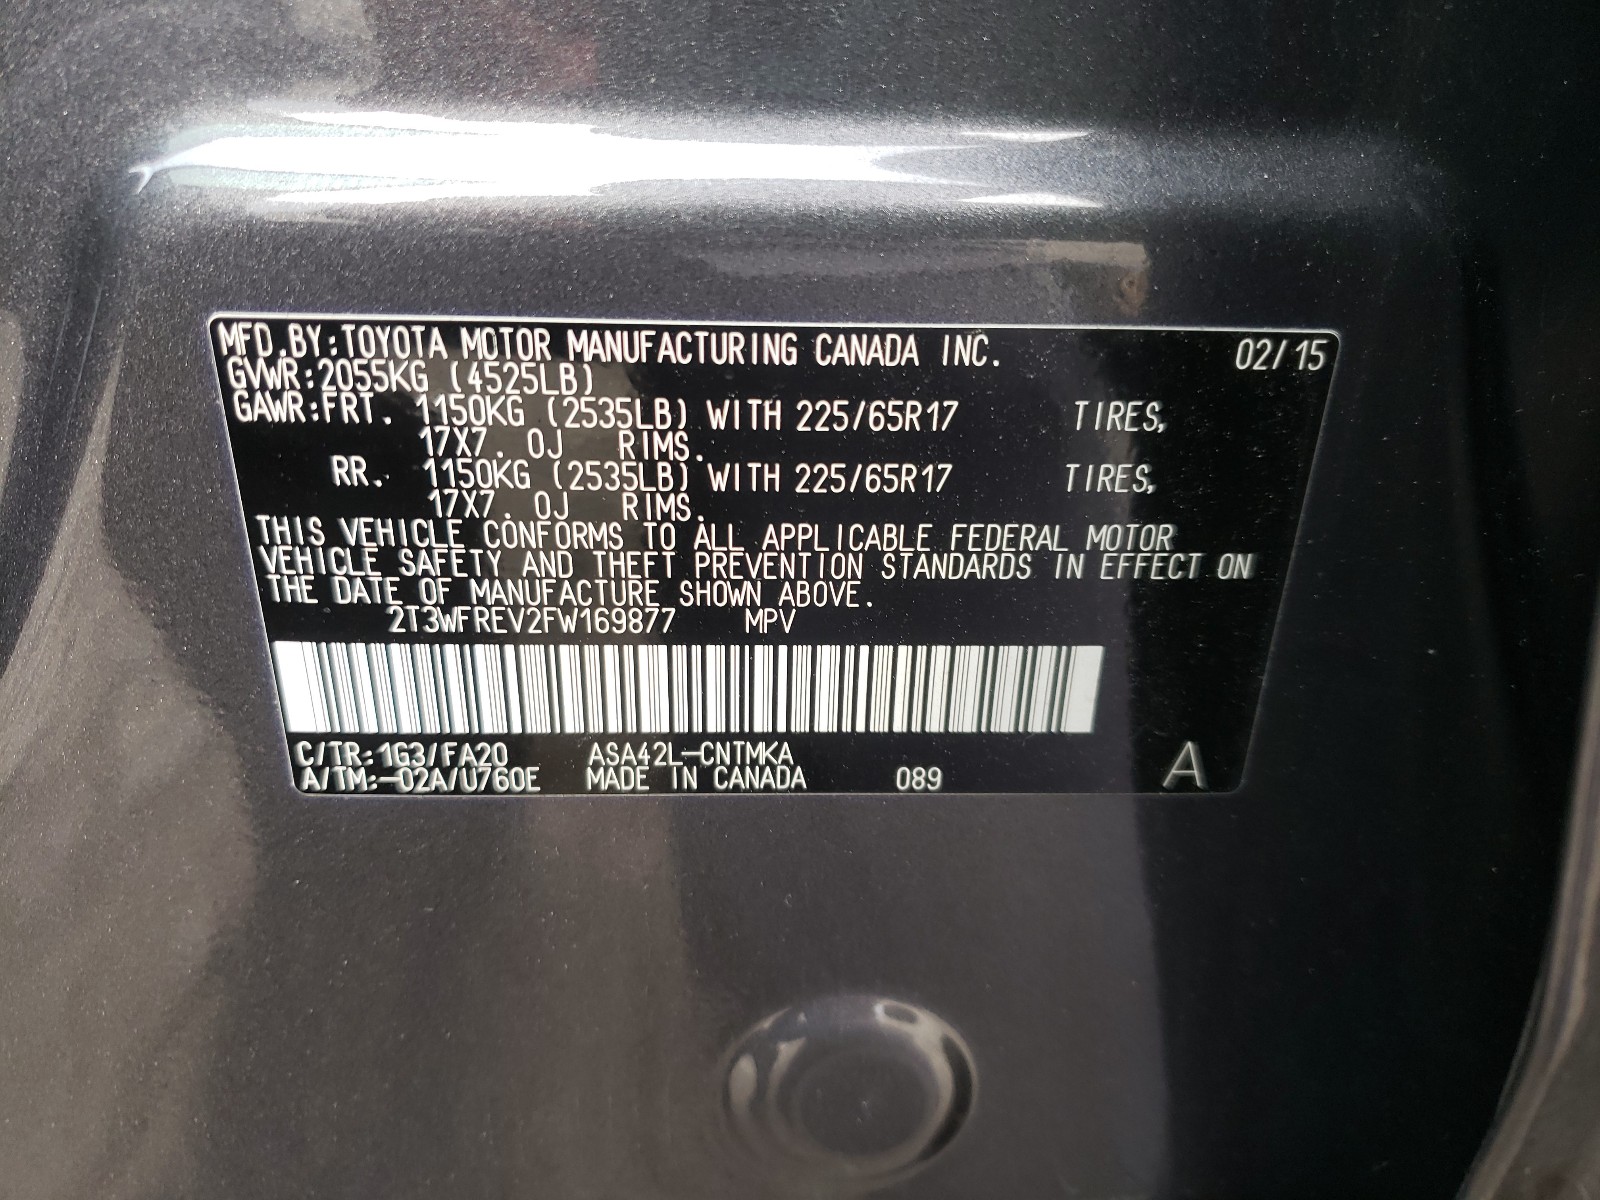 MFD.BY:TOYOTA MOTOR MANUFACTURING CANADA INC. 02/15
GVWR:2055KG (4525LB)
GAWR:FRT. 1150KG (2535LB) WITH 225/65R17 TIRES,
17X7.0J RIMS.
RR. 1150KG (2535LB) WITH 225/65R17 TIRES,
17X7.0J RIMS.
THIS VEHICLE CONFORMS TO ALL APPLICABLE FEDERAL MOTOR
VEHICLE SAFETY AND THEFT PREVENTION STANDARDS IN EFFECT ON
THE DATE OF MANUFACTURE SHOWN ABOVE.
2T3WFREV2FW169877 MPV
C/TR:1G3/FA20 ASA42L-CNTMKA
A/TM:-02A/U760E MADE IN CANADA 089 A